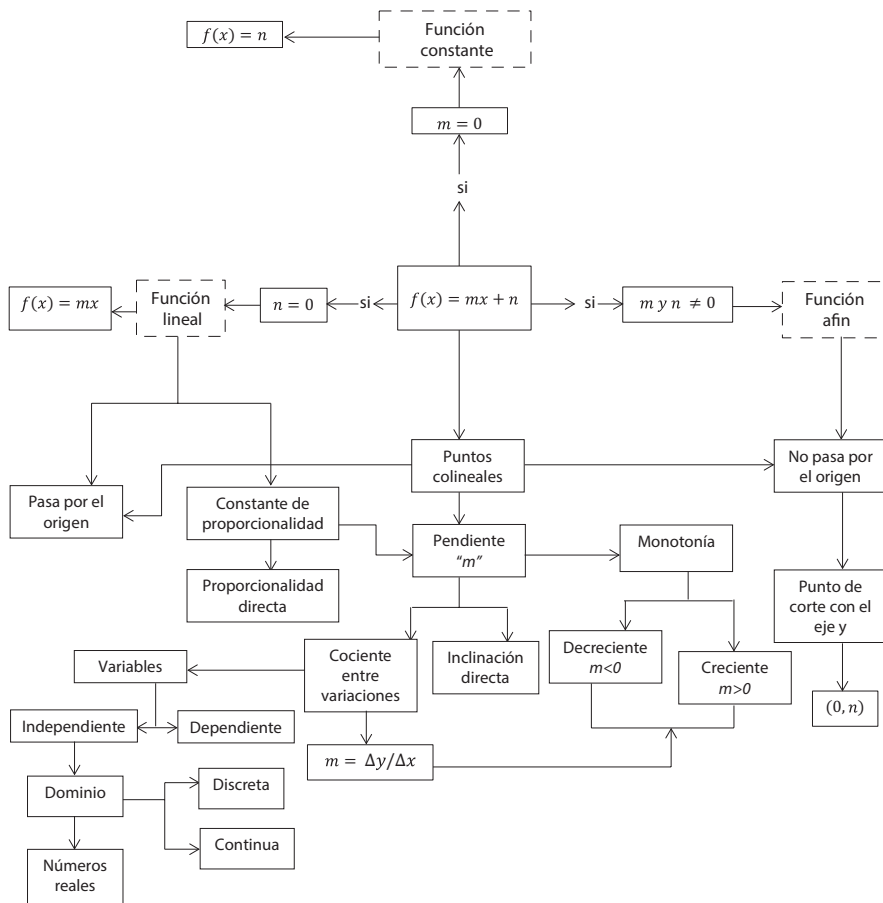 f(x) = n
Función
constante
m = 0
si
f(x) = mx
Función
lineal
n = 0
si
f(x) = mx + n
si
m y n ≠ 0
Función
afin
Puntos
colineales
No pasa por
el origen
Pasa por el
origen
Constante de
proporcionalidad
Pendiente
"m"
Monotonía
Proporcionalidad
directa
Punto de
corte con el
eje y
Variables
Cociente
entre
variaciones
Inclinación
directa
Decreciente
m<0
Creciente
m>0
(0, n)
Independiente
Dependiente
m = Δy/Δx
Dominio
Discreta
Continua
Números
reales